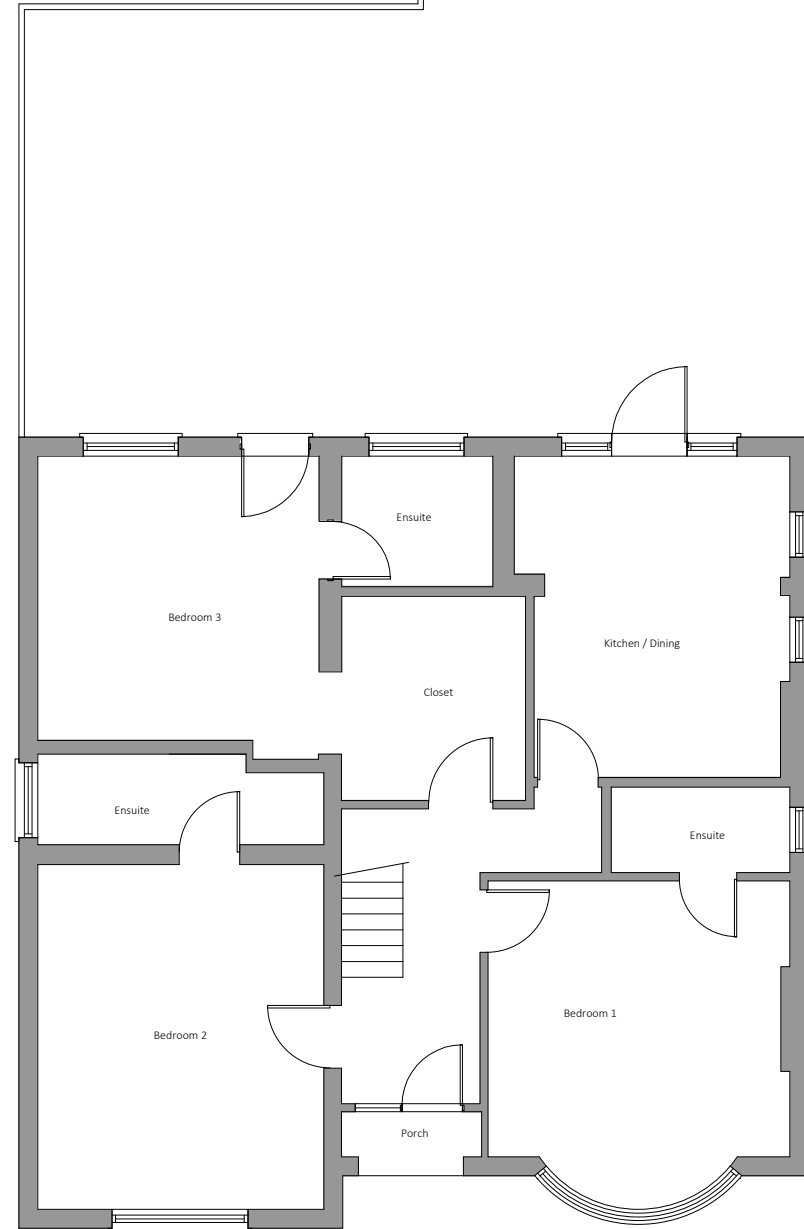 Ensuite
Bedroom 3
Kitchen / Dining
Closet
Ensuite
Ensuite
Bedroom 1
Bedroom 2
Porch